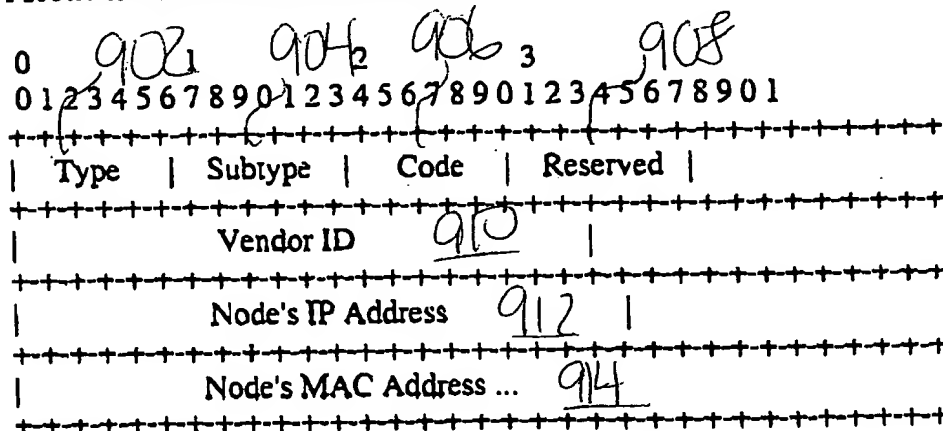 0 902 1 904 2 906 3 908
0 1 2 3 4 5 6 7 8 9 0 1 2 3 4 5 6 7 8 9 0 1 2 3 4 5 6 7 8 9 0 1
+-+-+-+-+-+-+-+-+-+-+-+-+-+-+-+-+-+-+-+-+-+-+-+-+-+-+-+-+-+-+-+-+
| Type | Subtype | Code | Reserved |
+-+-+-+-+-+-+-+-+-+-+-+-+-+-+-+-+-+-+-+-+-+-+-+-+-+-+-+-+-+-+-+-+
| Vendor ID 910 |
+-+-+-+-+-+-+-+-+-+-+-+-+-+-+-+-+-+-+-+-+-+-+-+-+-+-+-+-+-+-+-+-+
| Node's IP Address 912 |
+-+-+-+-+-+-+-+-+-+-+-+-+-+-+-+-+-+-+-+-+-+-+-+-+-+-+-+-+-+-+-+-+
| Node's MAC Address ... 914
+-+-+-+-+-+-+-+-+-+-+-+-+-+-+-+-+-+-+-+-+-+-+-+-+-+-+-+-+-+-+-+-+